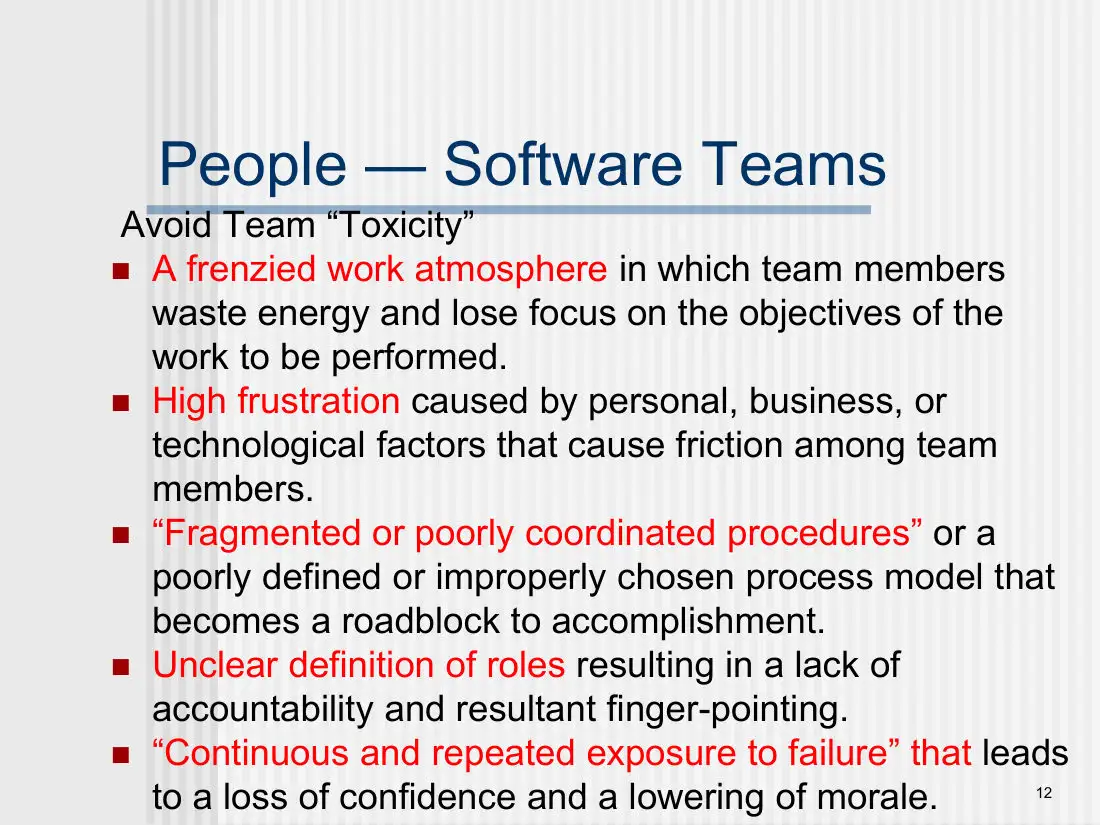 People — Software Teams
Avoid Team “Toxicity”
A frenzied work atmosphere in which team members
waste energy and lose focus on the objectives of the
work to be performed.
High frustration caused by personal, business, or
technological factors that cause friction among team
members.
“Fragmented or poorly coordinated procedures” or a
poorly defined or improperly chosen process model that
becomes a roadblock to accomplishment.
Unclear definition of roles resulting in a lack of
accountability and resultant finger-pointing.
“Continuous and repeated exposure to failure” that leads
to a loss of confidence and a lowering of morale.
12